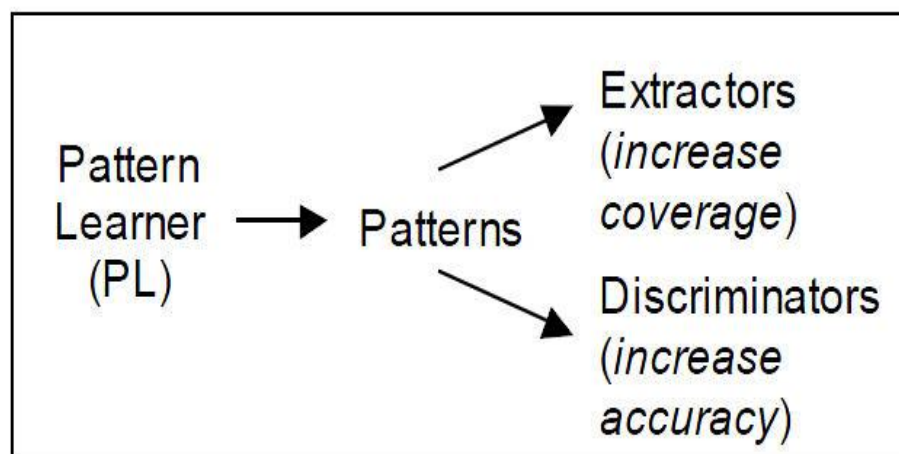 Pattern
Learner
(PL)
Patterns
Extractors
(increase
coverage)
Discriminators
(increase
accuracy)